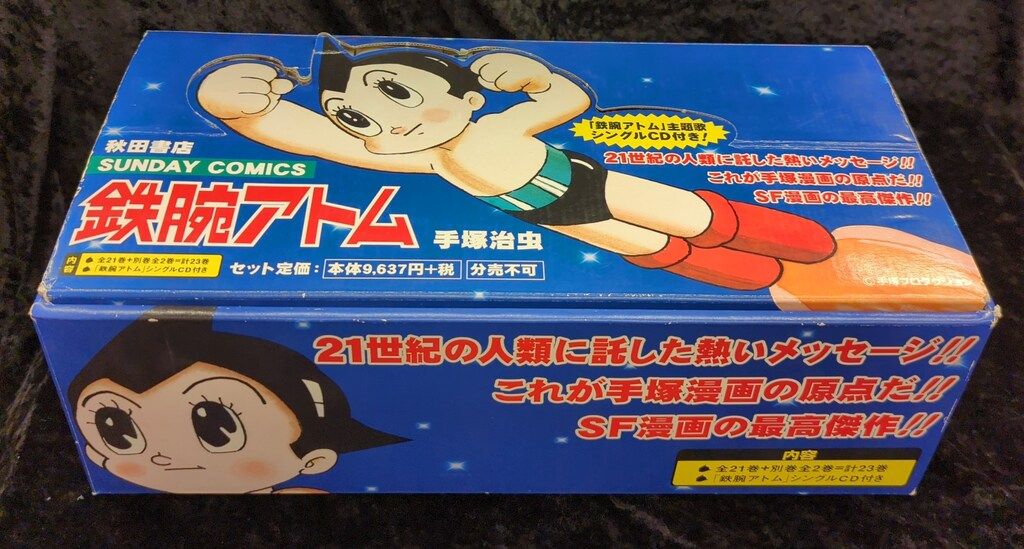 秋田書店
SUNDAY COMICS
鉄腕アトム
手塚治虫
「鉄腕アトム」主題歌
シングルCD付き!
21世紀の人類に託した熱いメッセージ!!
これが手塚漫画の原点だ!!
SF漫画の最高傑作!!
内容
全21巻+別巻全2巻=計23巻
「鉄腕アトム」シングルCD付き
セット定価:本体9,637円+税 分売不可
©手塚プロダクション
21世紀の人類に託した熱いメッセージ!!
これが手塚漫画の原点だ!!
SF漫画の最高傑作!!
内容
全21巻+別巻全2巻=計23巻
「鉄腕アトム」シングルCD付き